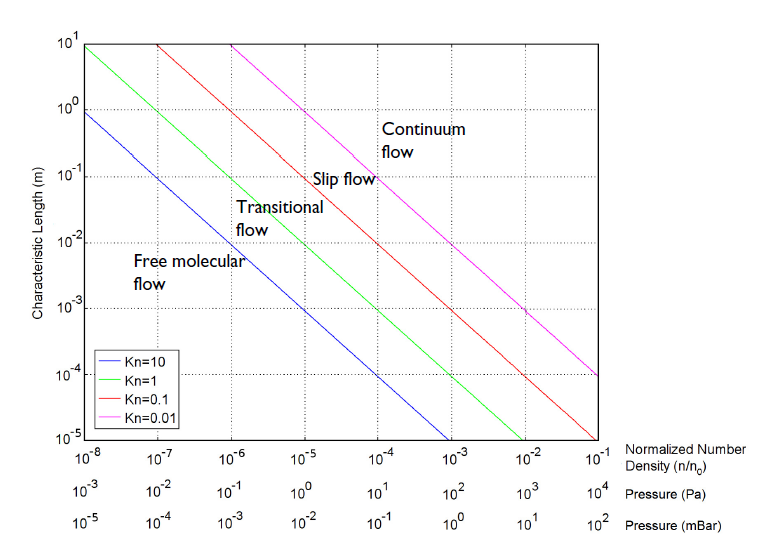 10^1
10^0
10^-1
10^-2
10^-3
10^-4
10^-5
Characteristic Length (m)
Continuum
flow
Slip flow
Transitional
flow
Free molecular
flow
Kn=10
Kn=1
Kn=0.1
Kn=0.01
10^-8 10^-7 10^-6 10^-5 10^-4 10^-3 10^-2 10^-1 Normalized Number
Density (n/n_0)
10^-3 10^-2 10^-1 10^0 10^1 10^2 10^3 10^4 Pressure (Pa)
10^-5 10^-4 10^-3 10^-2 10^-1 10^0 10^1 10^2 Pressure (mBar)